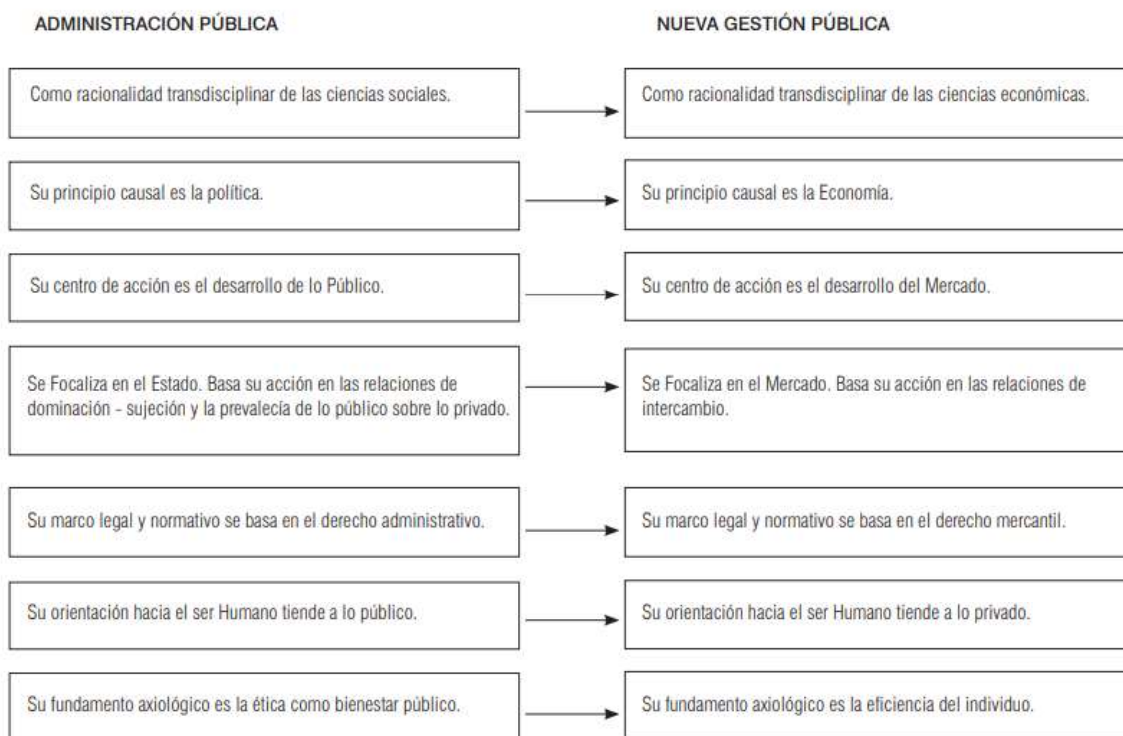 ADMINISTRACIÓN PÚBLICA
NUEVA GESTIÓN PÚBLICA
Como racionalidad transdisciplinar de las ciencias sociales.
Como racionalidad transdisciplinar de las ciencias económicas.
Su principio causal es la política.
Su principio causal es la Economía.
Su centro de acción es el desarrollo de lo Público.
Su centro de acción es el desarrollo del Mercado.
Se Focaliza en el Estado. Basa su acción en las relaciones de
dominación - sujeción y la prevalecía de lo público sobre lo privado.
Se Focaliza en el Mercado. Basa su acción en las relaciones de
intercambio.
Su marco legal y normativo se basa en el derecho administrativo.
Su marco legal y normativo se basa en el derecho mercantil.
Su orientación hacia el ser Humano tiende a lo público.
Su orientación hacia el ser Humano tiende a lo privado.
Su fundamento axiológico es la ética como bienestar público.
Su fundamento axiológico es la eficiencia del individuo.